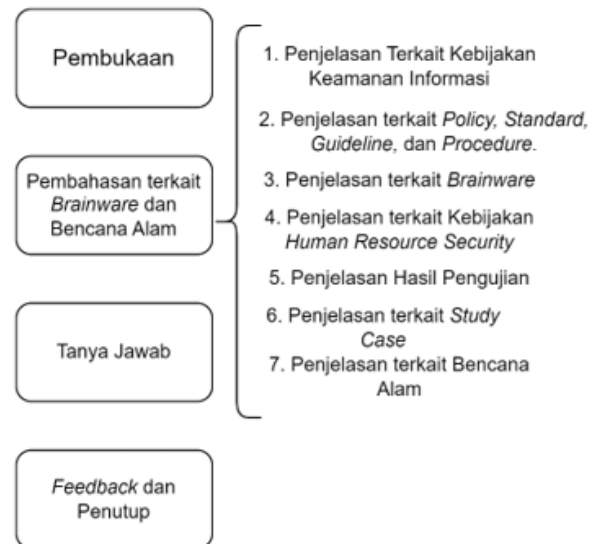 Pembukaan
Pembahasan terkait
Brainware dan
Bencana Alam
1. Penjelasan Terkait Kebijakan
Keamanan Informasi
2. Penjelasan terkait Policy, Standard,
Guideline, dan Procedure.
3. Penjelasan terkait Brainware
4. Penjelasan terkait Kebijakan
Human Resource Security
5. Penjelasan Hasil Pengujian
6. Penjelasan terkait Study
Case
7. Penjelasan terkait Bencana
Alam
Tanya Jawab
Feedback dan
Penutup